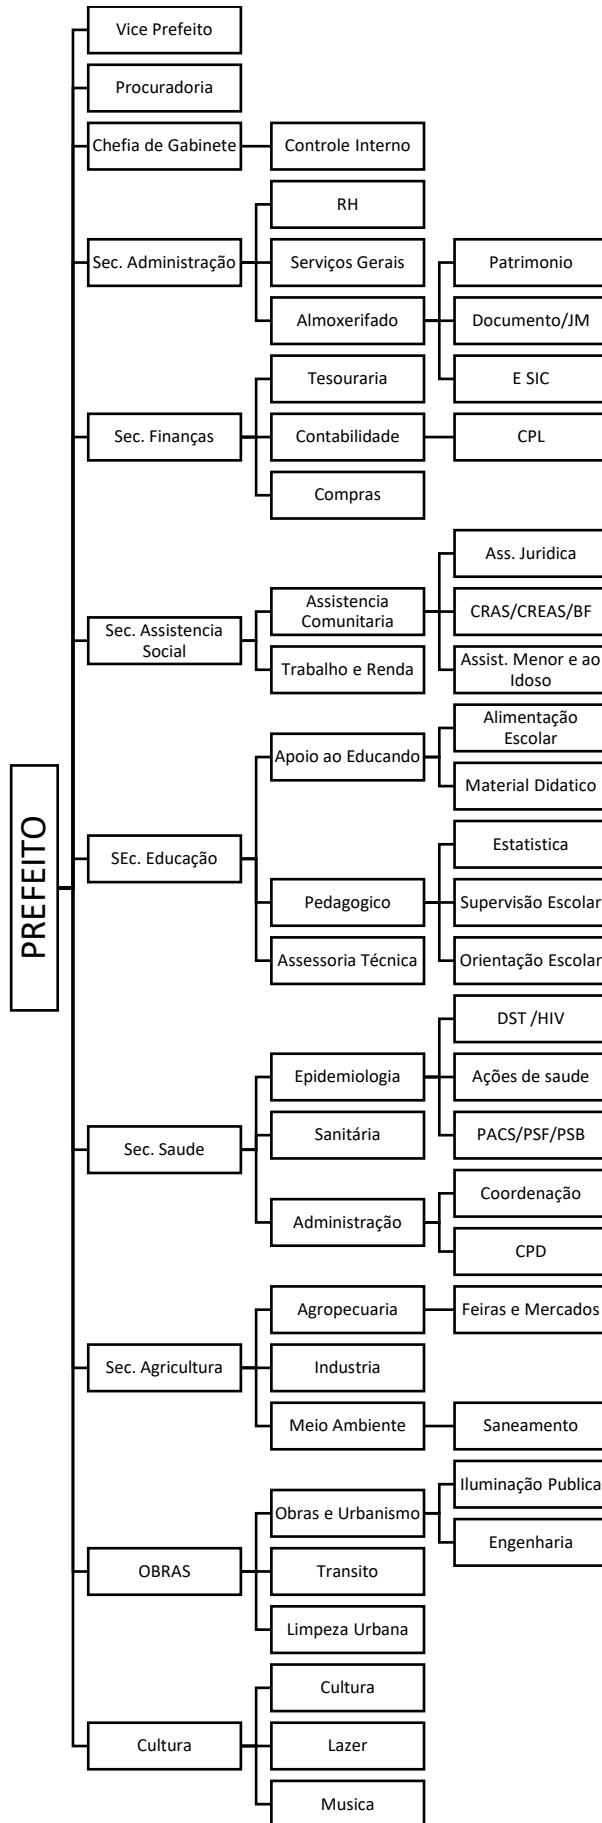 Vice Prefeito
Procuradoria
Chefia de Gabinete
Controle Interno
RH
Sec. Administração
Serviços Gerais
Patrimonio
Almoxerifado
Documento/JM
E SIC
Tesouraria
Sec. Finanças
Contabilidade
CPL
Compras
Ass. Juridica
Sec. Assistencia
Social
Assistencia
Comunitaria
CRAS/CREAS/BF
Trabalho e Renda
Assist. Menor e ao
Idoso
Alimentação
Escolar
Apoio ao Educando
Material Didatico
PREFEITO
SEc. Educação
Estatistica
Pedagogico
Supervisão Escolar
Assessoria Técnica
Orientação Escolar
DST /HIV
Epidemiologia
Ações de saude
Sec. Saude
Sanitária
PACS/PSF/PSB
Administração
Coordenação
CPD
Agropecuaria
Feiras e Mercados
Sec. Agricultura
Industria
Meio Ambiente
Saneamento
Iluminação Publica
Obras e Urbanismo
Engenharia
OBRAS
Transito
Limpeza Urbana
Cultura
Cultura
Lazer
Musica